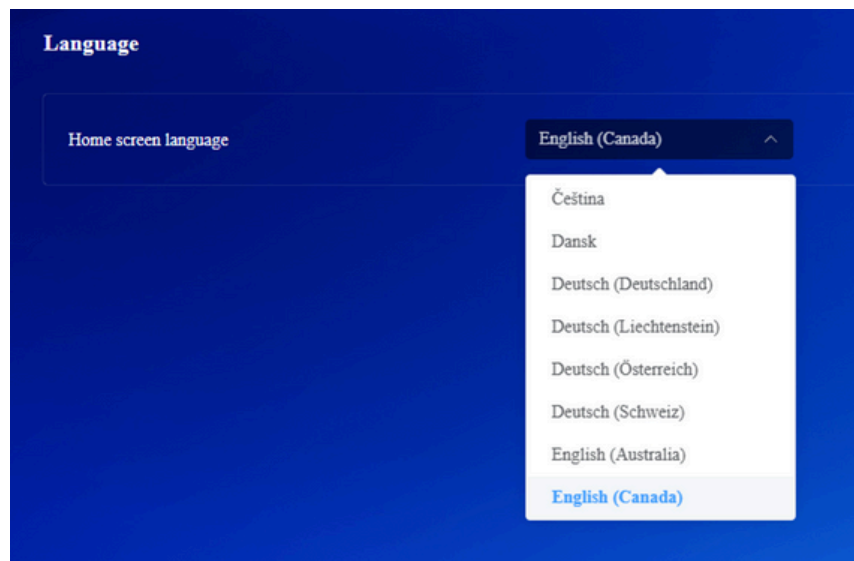 Language
Home screen language
English (Canada)
Čeština
Dansk
Deutsch (Deutschland)
Deutsch (Liechtenstein)
Deutsch (Österreich)
Deutsch (Schweiz)
English (Australia)
English (Canada)